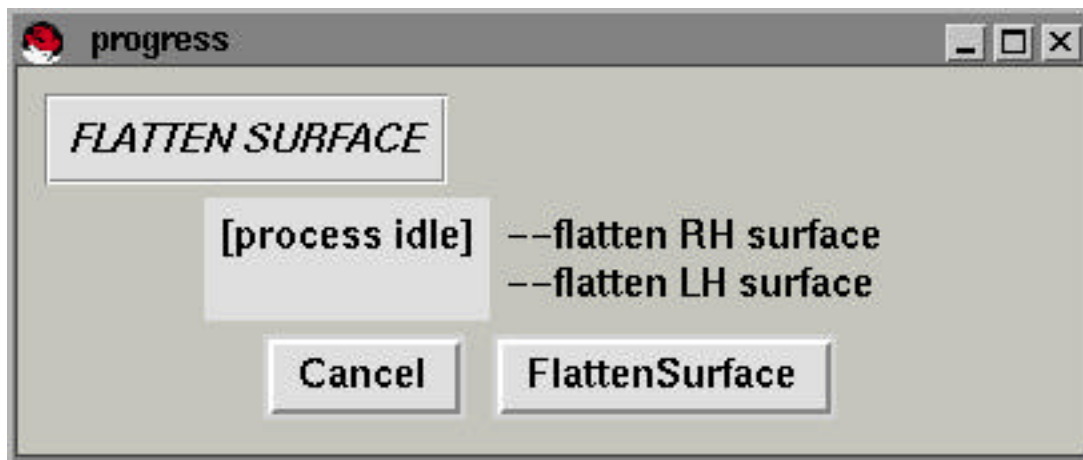 progress
FLATTEN SURFACE
[process idle] --flatten RH surface
--flatten LH surface
Cancel FlattenSurface